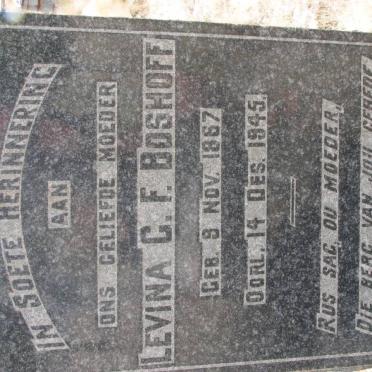 IN SOETE HERINNERING
AAN
ONS GELIEFDE MOEDER
LEVINA C. F. BOSHOFF
GEB. 9 NOV. 1867
OORL. 14 DES. 1945.
RUS SAG OU MOEDER,
DIE BERG VAN JOU